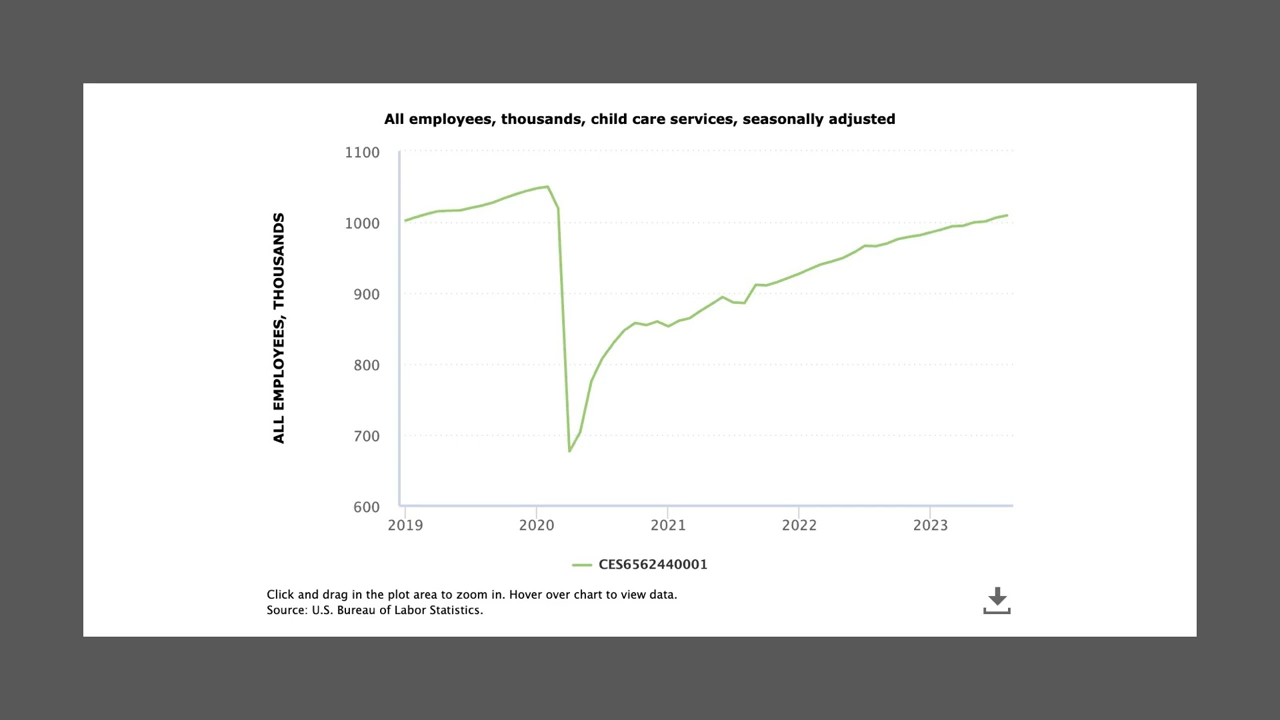 All employees, thousands, child care services, seasonally adjusted
ALL EMPLOYEES, THOUSANDS
1100
1000
900
800
700
600
2019 2020 2021 2022 2023
CES6562440001
Click and drag in the plot area to zoom in. Hover over chart to view data.
Source: U.S. Bureau of Labor Statistics.